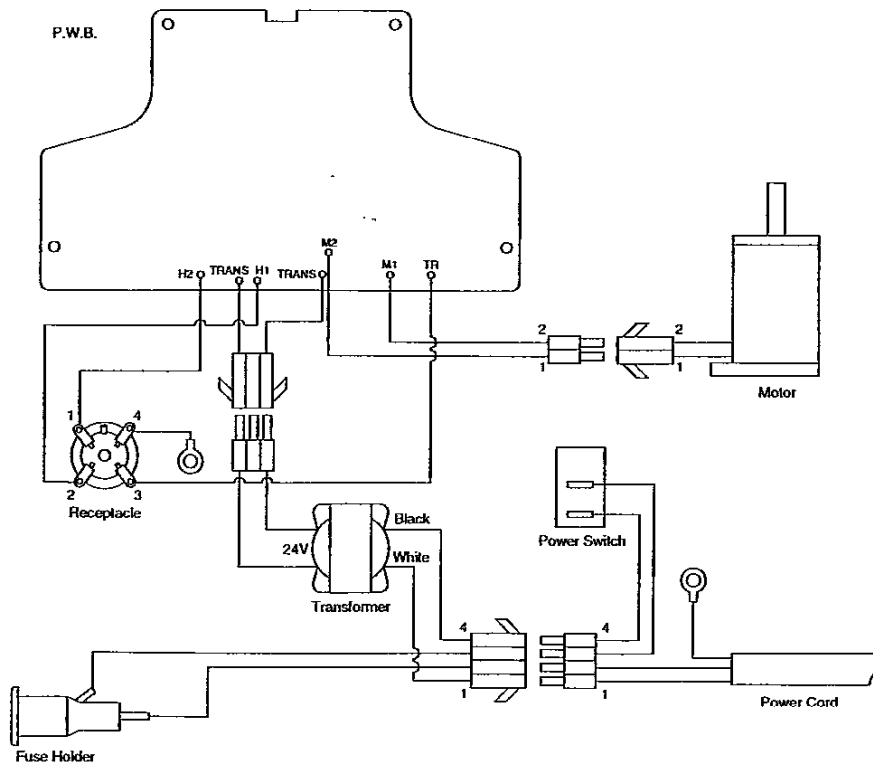 P.W.B.
M2
H2
TRANS
H1
TRANS
M1
TR
2
2
1
1
Motor
1
4
2
3
Receptacle
Black
24V
White
Power Switch
Transformer
4
4
1
1
Power Cord
Fuse Holder